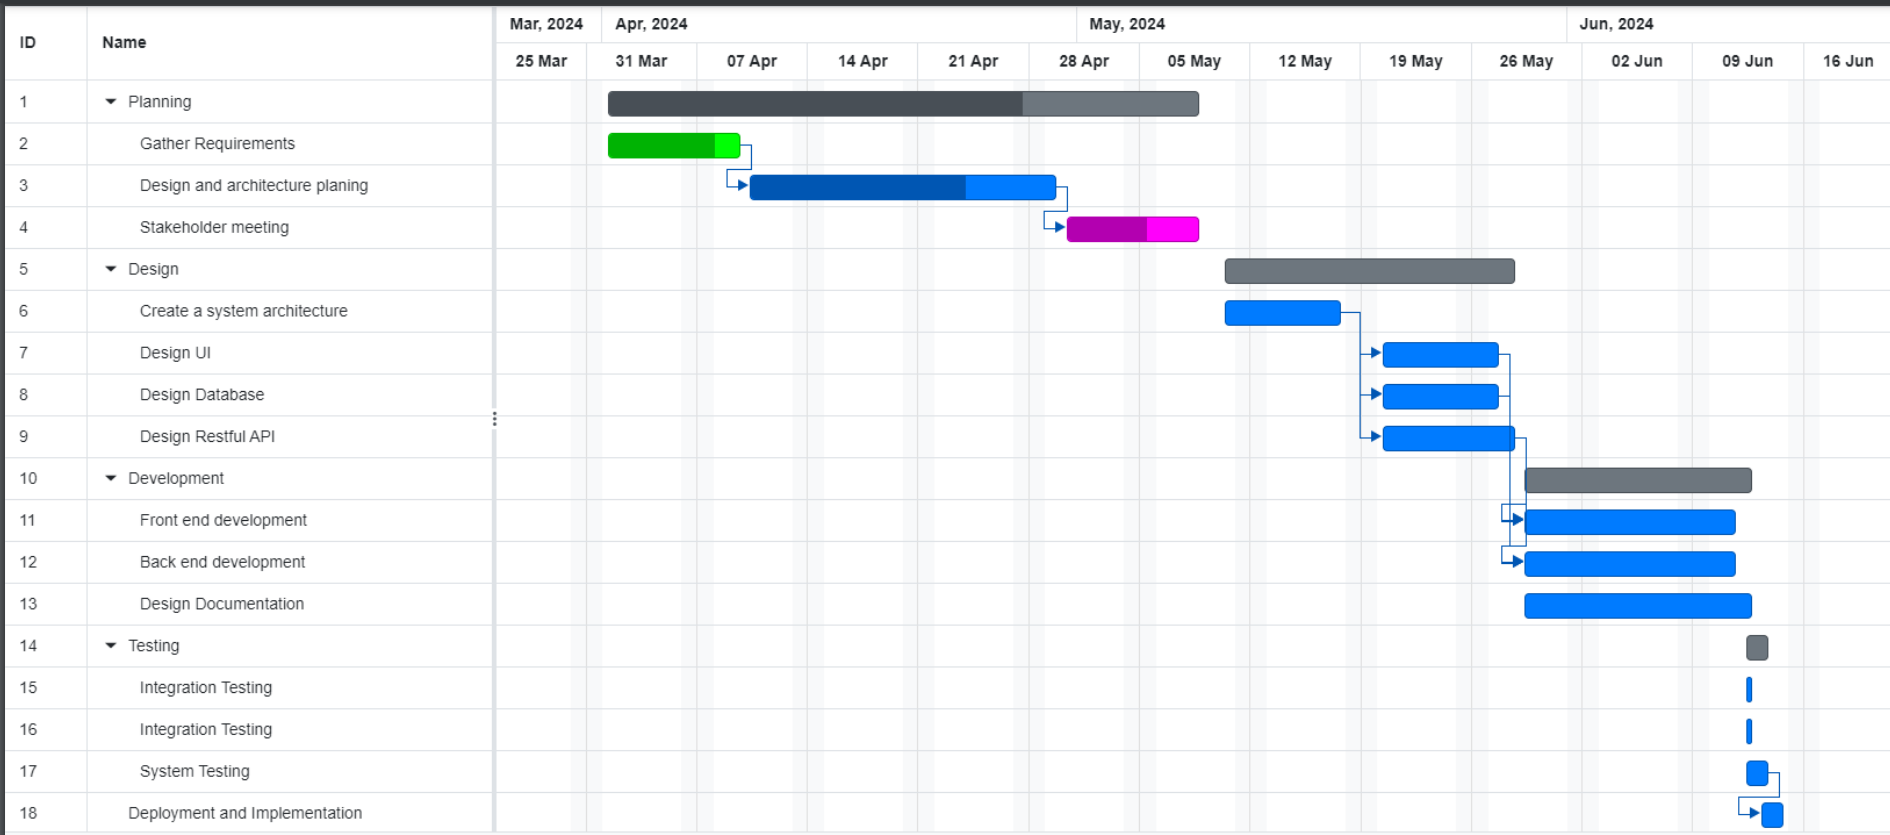 ID Name Mar, 2024 Apr, 2024 May, 2024 Jun, 2024
25 Mar 31 Mar 07 Apr 14 Apr 21 Apr 28 Apr 05 May 12 May 19 May 26 May 02 Jun 09 Jun 16 Jun
1 Planning
2 Gather Requirements
3 Design and architecture planing
4 Stakeholder meeting
5 Design
6 Create a system architecture
7 Design UI
8 Design Database
9 Design Restful API
10 Development
11 Front end development
12 Back end development
13 Design Documentation
14 Testing
15 Integration Testing
16 Integration Testing
17 System Testing
18 Deployment and Implementation